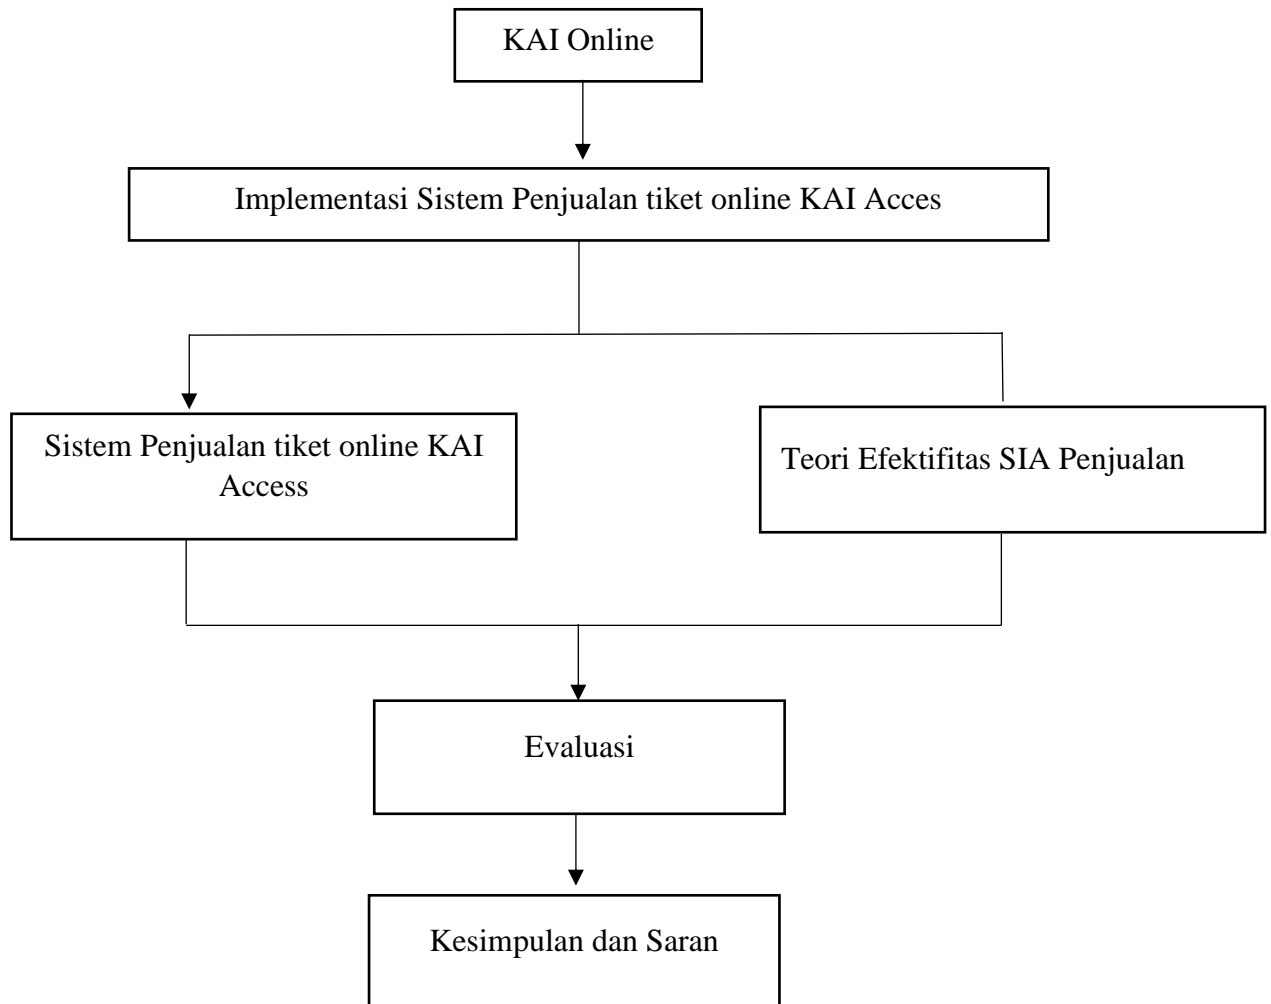 KAI Online
Implementasi Sistem Penjualan tiket online KAI Acces
Sistem Penjualan tiket online KAI
Access
Teori Efektifitas SIA Penjualan
Evaluasi
Kesimpulan dan Saran